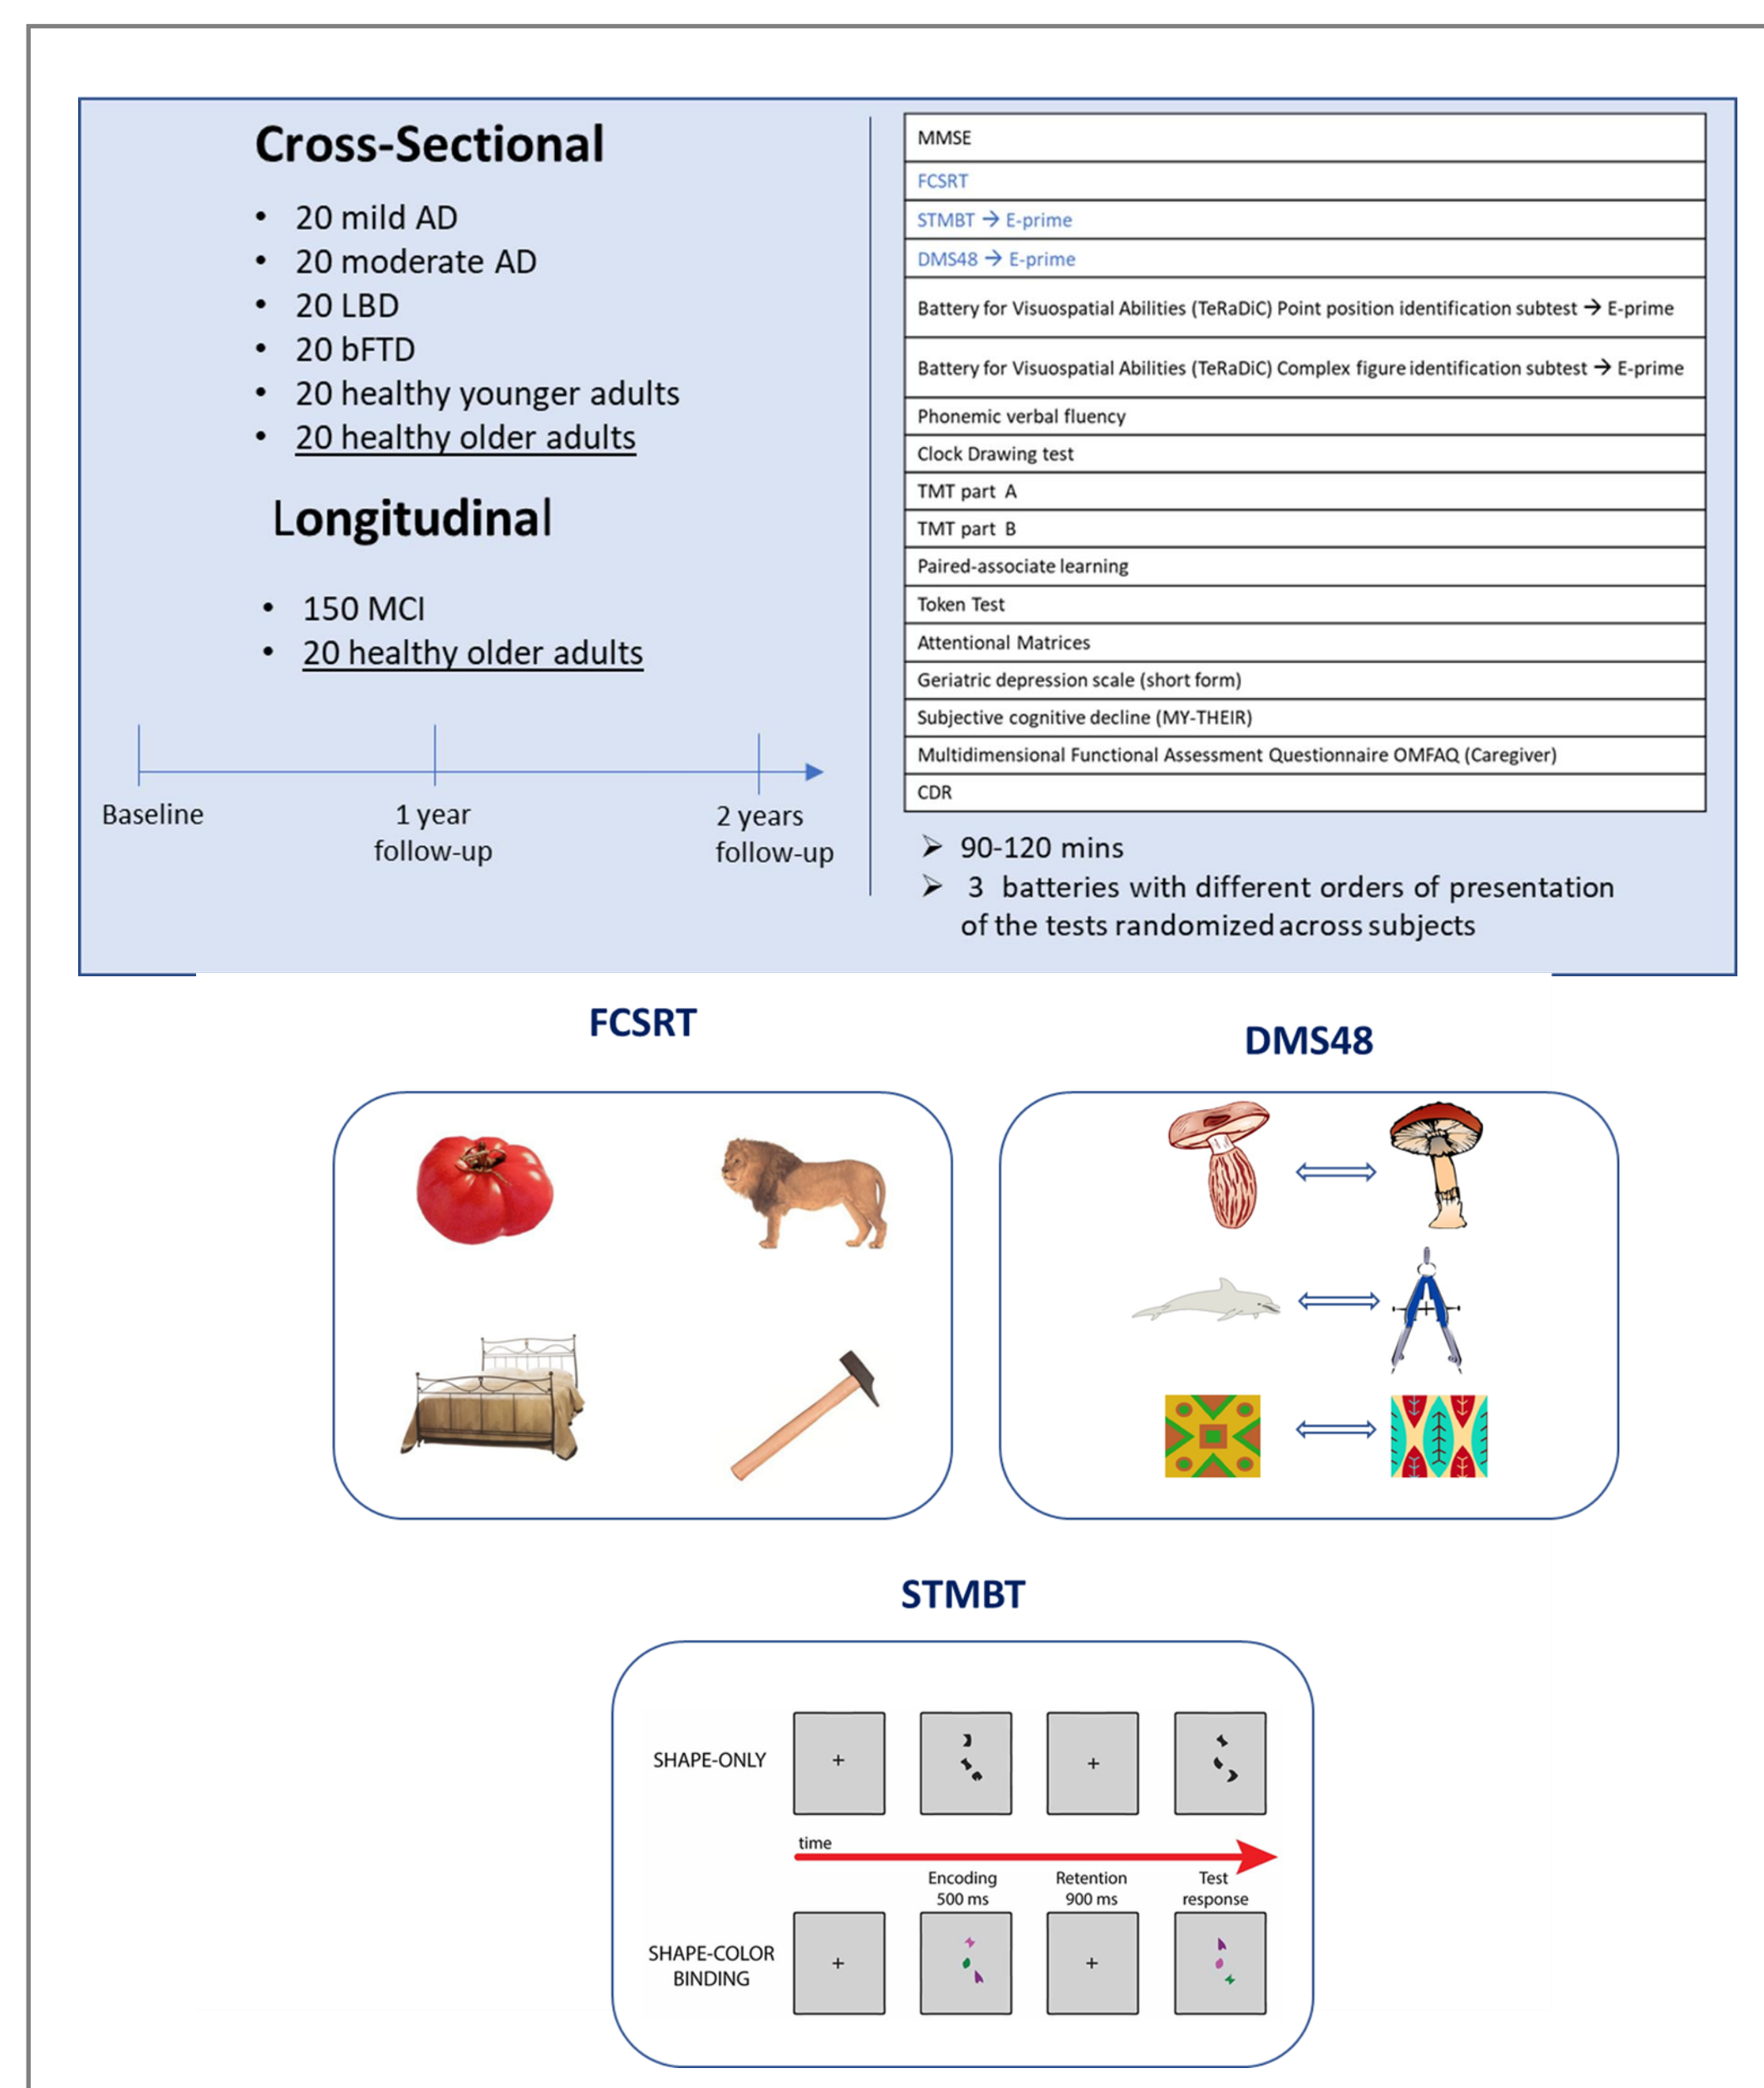 Cross-Sectional
• 20 mild AD
• 20 moderate AD
• 20 LBD
• 20 bFTD
• 20 healthy younger adults
• 20 healthy older adults
Longitudinal
• 150 MCI
• 20 healthy older adults
Baseline
1 year
follow-up
2 years
follow-up
MMSE
FCSRT
STMBT → E-prime
DMS48 → E-prime
Battery for Visuospatial Abilities (TeRaDiC) Point position identification subtest → E-prime
Battery for Visuospatial Abilities (TeRaDiC) Complex figure identification subtest → E-prime
Phonemic verbal fluency
Clock Drawing test
TMT part A
TMT part B
Paired-associate learning
Token Test
Attentional Matrices
Geriatric depression scale (short form)
Subjective cognitive decline (MY-THEIR)
Multidimensional Functional Assessment Questionnaire OMFAQ (Caregiver)
CDR
➢ 90-120 mins
➢ 3 batteries with different orders of presentation
of the tests randomized across subjects
FCSRT
DMS48
STMBT
SHAPE-ONLY
time
Encoding
500 ms
Retention
900 ms
Test
response
SHAPE-COLOR
BINDING